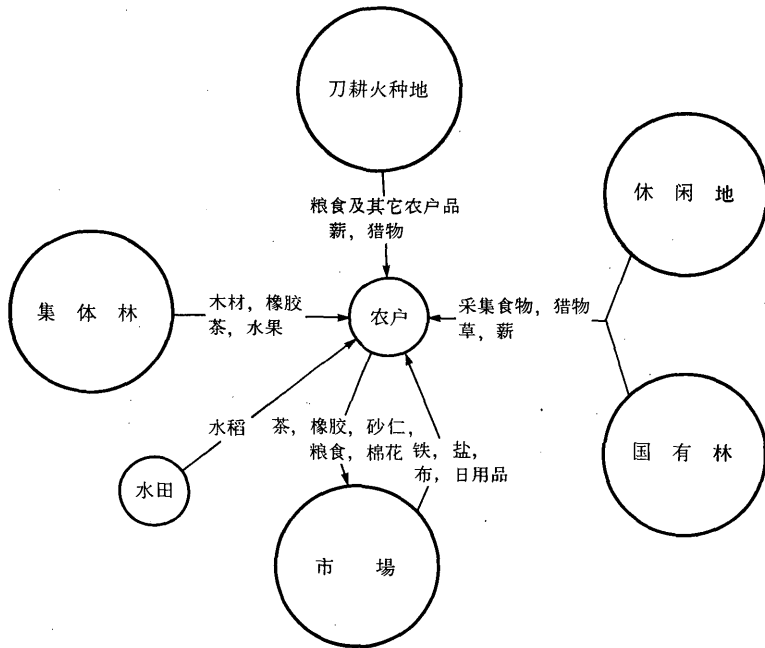 刀耕火种地
休闲地
粮食及其它农户品
薪，猎物
集体林
木材，橡胶
茶，水果
农户
采集食物，猎物
草，薪
水稻
茶，橡胶，砂仁，
粮食，棉花
铁，盐，
布，日用品
国有林
水田
市場